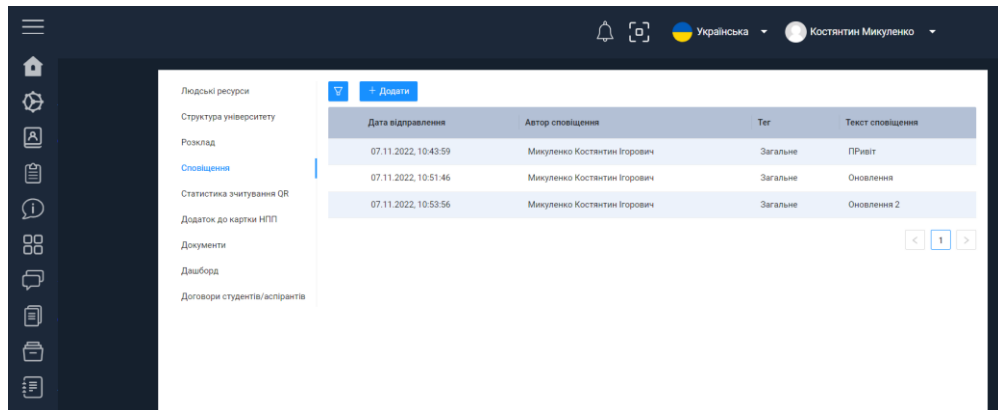 Українська Костянтин Микуленко
Людські ресурси
Структура університету
Розклад
Сповіщення
Статистика зчитування QR
Додаток до картки НПП
Документи
Дашборд
Договори студентів/аспірантів
+ Додати
Дата відправлення Автор сповіщення Тег Текст сповіщення
07.11.2022, 10:43:59 Микуленко Костянтин Ігорович Загальне ПРивіт
07.11.2022, 10:51:46 Микуленко Костянтин Ігорович Загальне Оновлення
07.11.2022, 10:53:56 Микуленко Костянтин Ігорович Загальне Оновлення 2
< 1 >